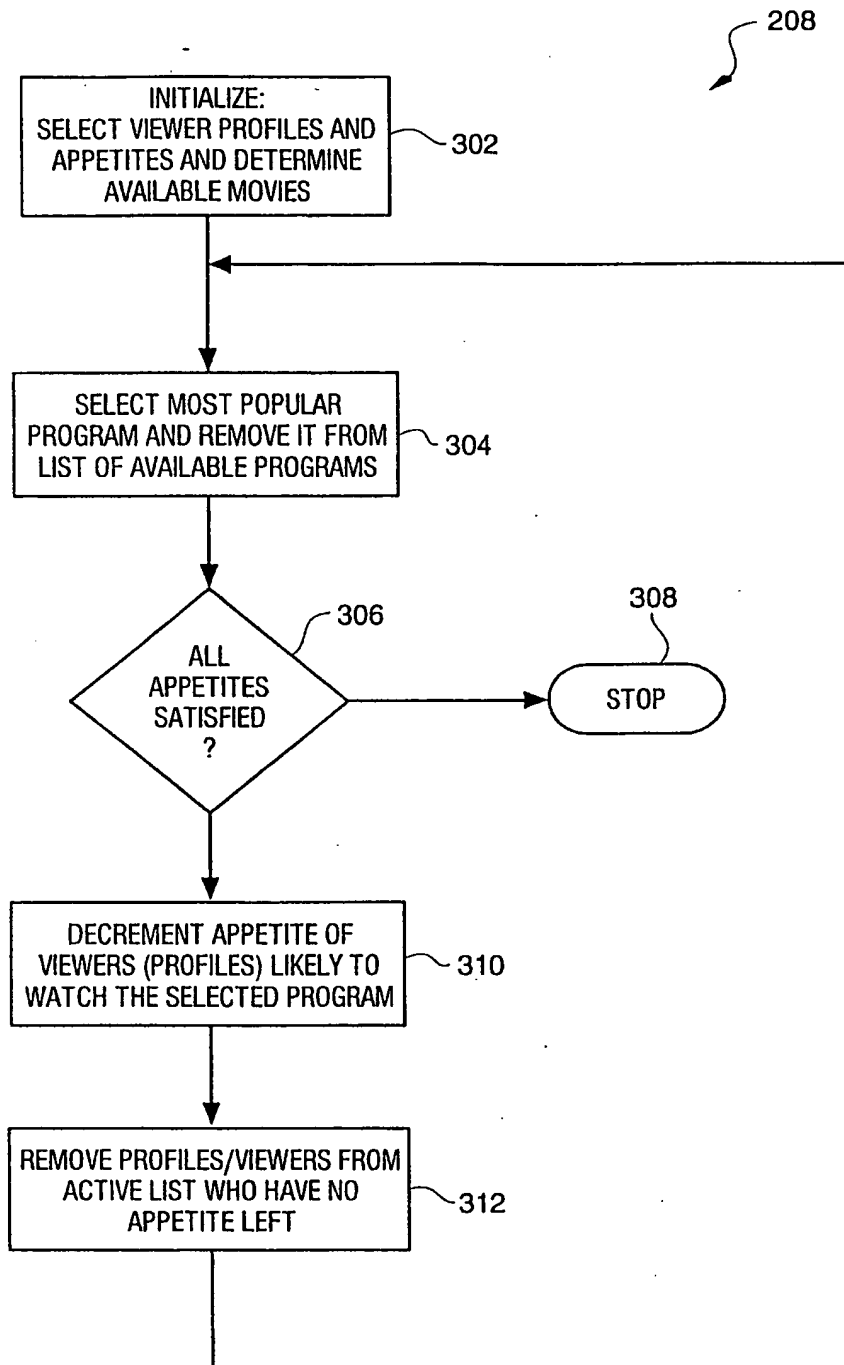 208
INITIALIZE:
SELECT VIEWER PROFILES AND
APPETITES AND DETERMINE
AVAILABLE MOVIES
302
SELECT MOST POPULAR
PROGRAM AND REMOVE IT FROM
LIST OF AVAILABLE PROGRAMS
304
306
ALL
APPETITES
SATISFIED
?
308
STOP
DECREMENT APPETITE OF
VIEWERS (PROFILES) LIKELY TO
WATCH THE SELECTED PROGRAM
310
REMOVE PROFILES/VIEWERS FROM
ACTIVE LIST WHO HAVE NO
APPETITE LEFT
312